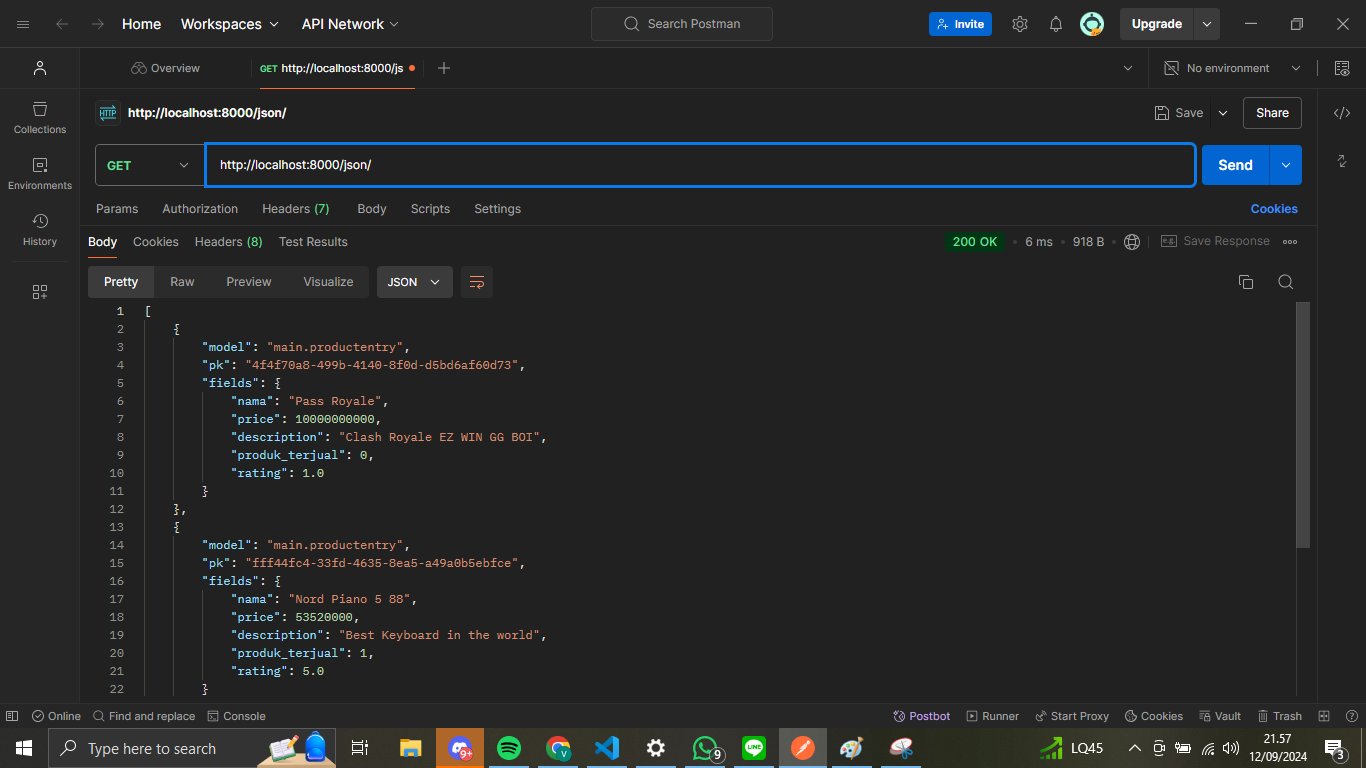 Home Workspaces API Network Search Postman Invite Upgrade
Overview GET http://localhost:8000/js No environment
HTTP http://localhost:8000/json/ Save Share
Collections
GET http://localhost:8000/json/ Send
Environments
Params Authorization Headers (7) Body Scripts Settings Cookies
History
Body Cookies Headers (8) Test Results 200 OK 6 ms 918 B e.g. Save Response
Pretty Raw Preview Visualize JSON
1 [
2 {
3 "model": "main.productentry",
4 "pk": "4f4f70a8-499b-4140-8f0d-d5bd6af60d73",
5 "fields": {
6 "nama": "Pass Royale",
7 "price": 10000000000,
8 "description": "Clash Royale EZ WIN GG BOI",
9 "produk_terjual": 0,
10 "rating": 1.0
11 }
12 },
13 {
14 "model": "main.productentry",
15 "pk": "fff44fc4-33fd-4635-8ea5-a49a0b5ebfce",
16 "fields": {
17 "nama": "Nord Piano 5 88",
18 "price": 53520000,
19 "description": "Best Keyboard in the world",
20 "produk_terjual": 1,
21 "rating": 5.0
22 }
Online Find and replace Console Postbot Runner Start Proxy Cookies Vault Trash
Type here to search 9+ V 9 LINE LQ45 21.57
12/09/2024 3